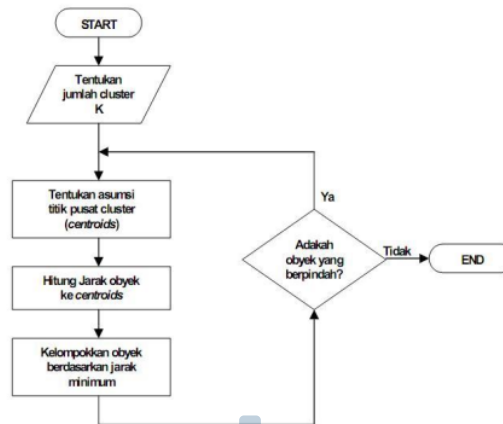 START
Tentukan
jumlah cluster
K
Tentukan asumsi
titik pusat cluster
(centroids)
Hitung Jarak obyek
ke centroids
Kelompokkan obyek
berdasarkan jarak
minimum
Ya
Adakah
obyek yang
berpindah?
Tidak
END